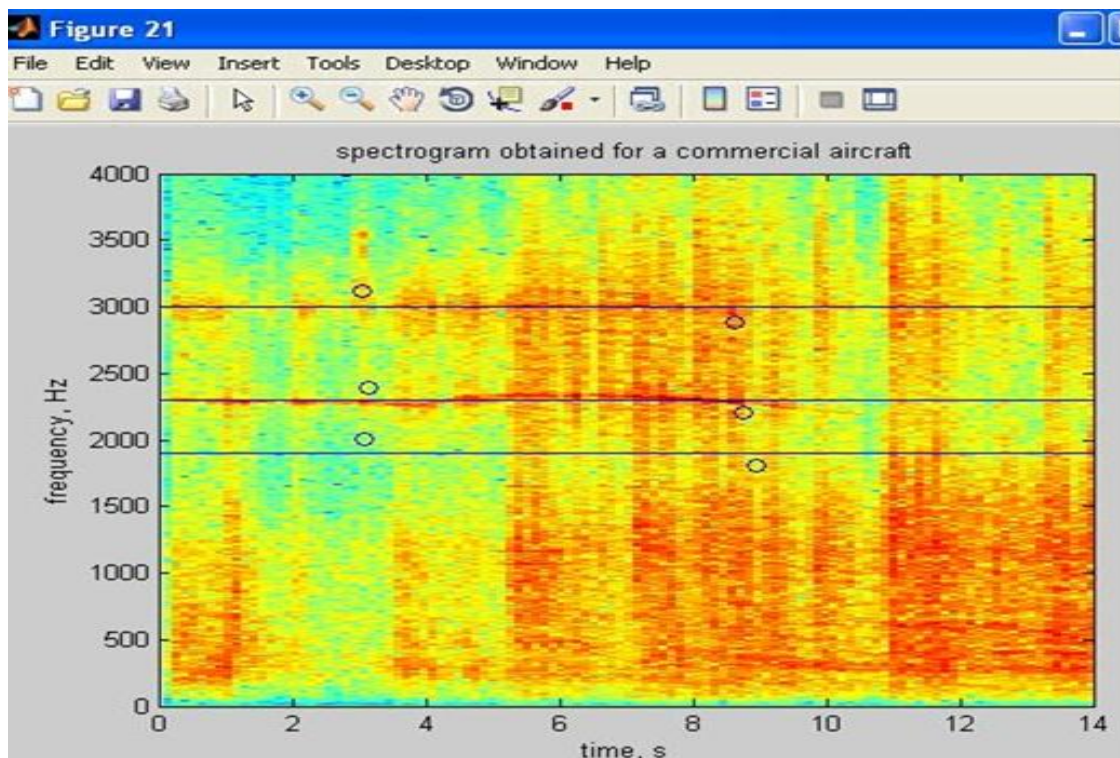 Figure 21
File Edit View Insert Tools Desktop Window Help
spectrogram obtained for a commercial aircraft
4000
3500
3000
2500
2000
1500
1000
500
0
frequency, Hz
0 2 4 6 8 10 12 14
time, s